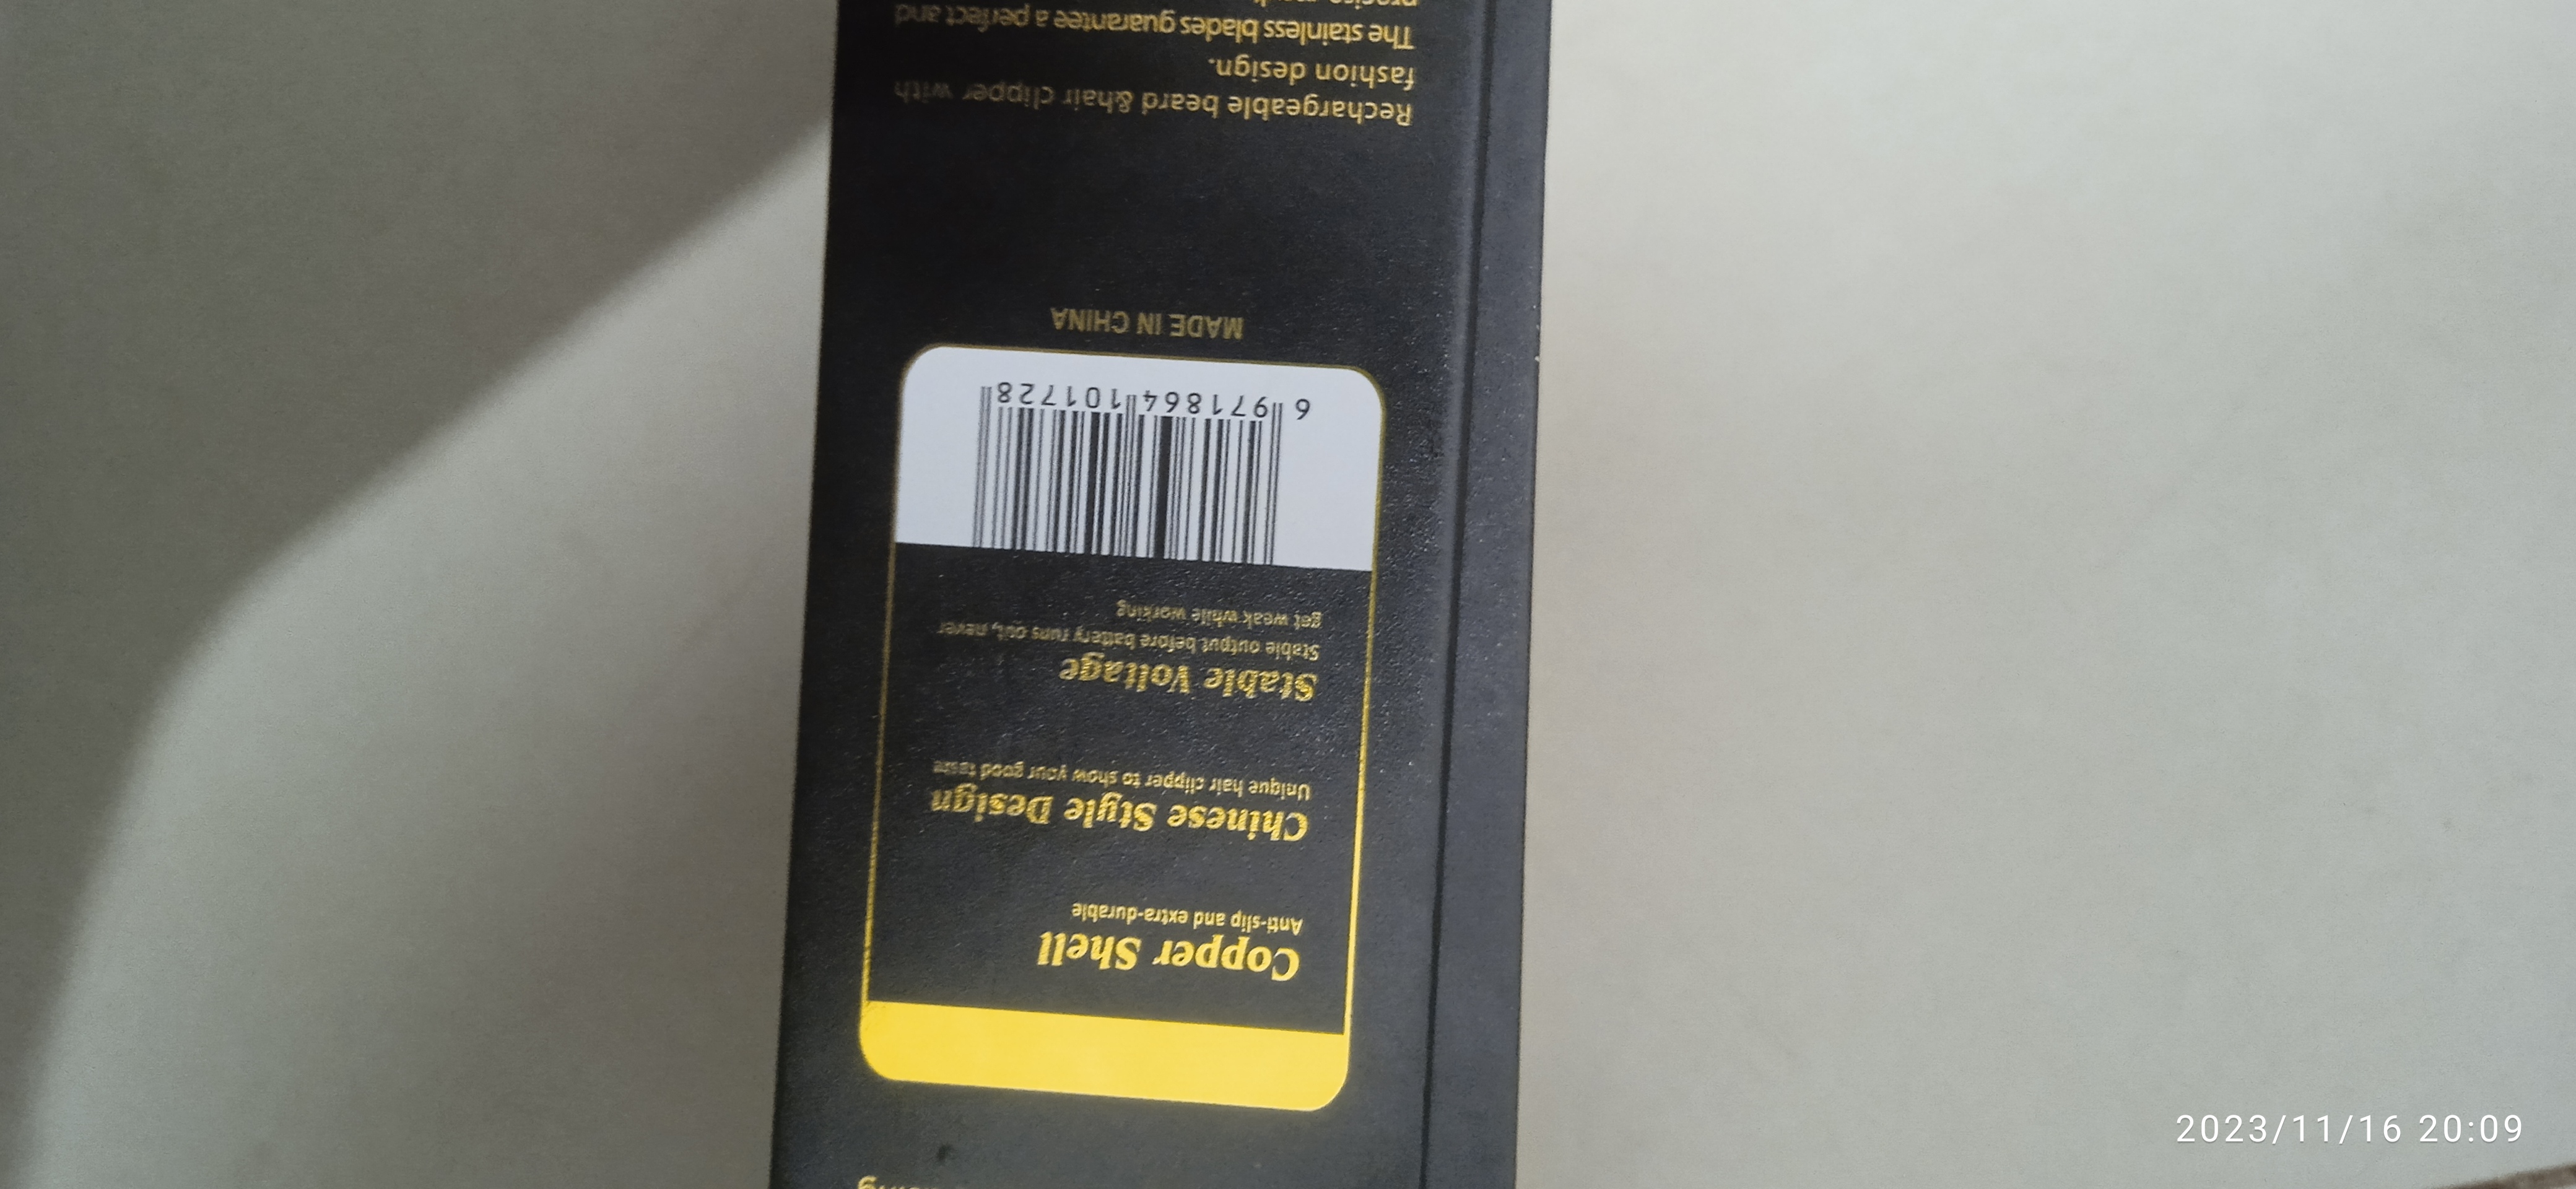 Copper Shell
Anti-slip and extra-durable
Chinese Style Design
Unique hair clipper to show your good taste
Stable Voltage
Stable output before battery runs out, never
get weak while working
6 971864 101728
MADE IN CHINA
Rechargeable beard &hair clipper with
fashion design.
The stainless blades guarantee a perfect and
2023/11/16 20:09